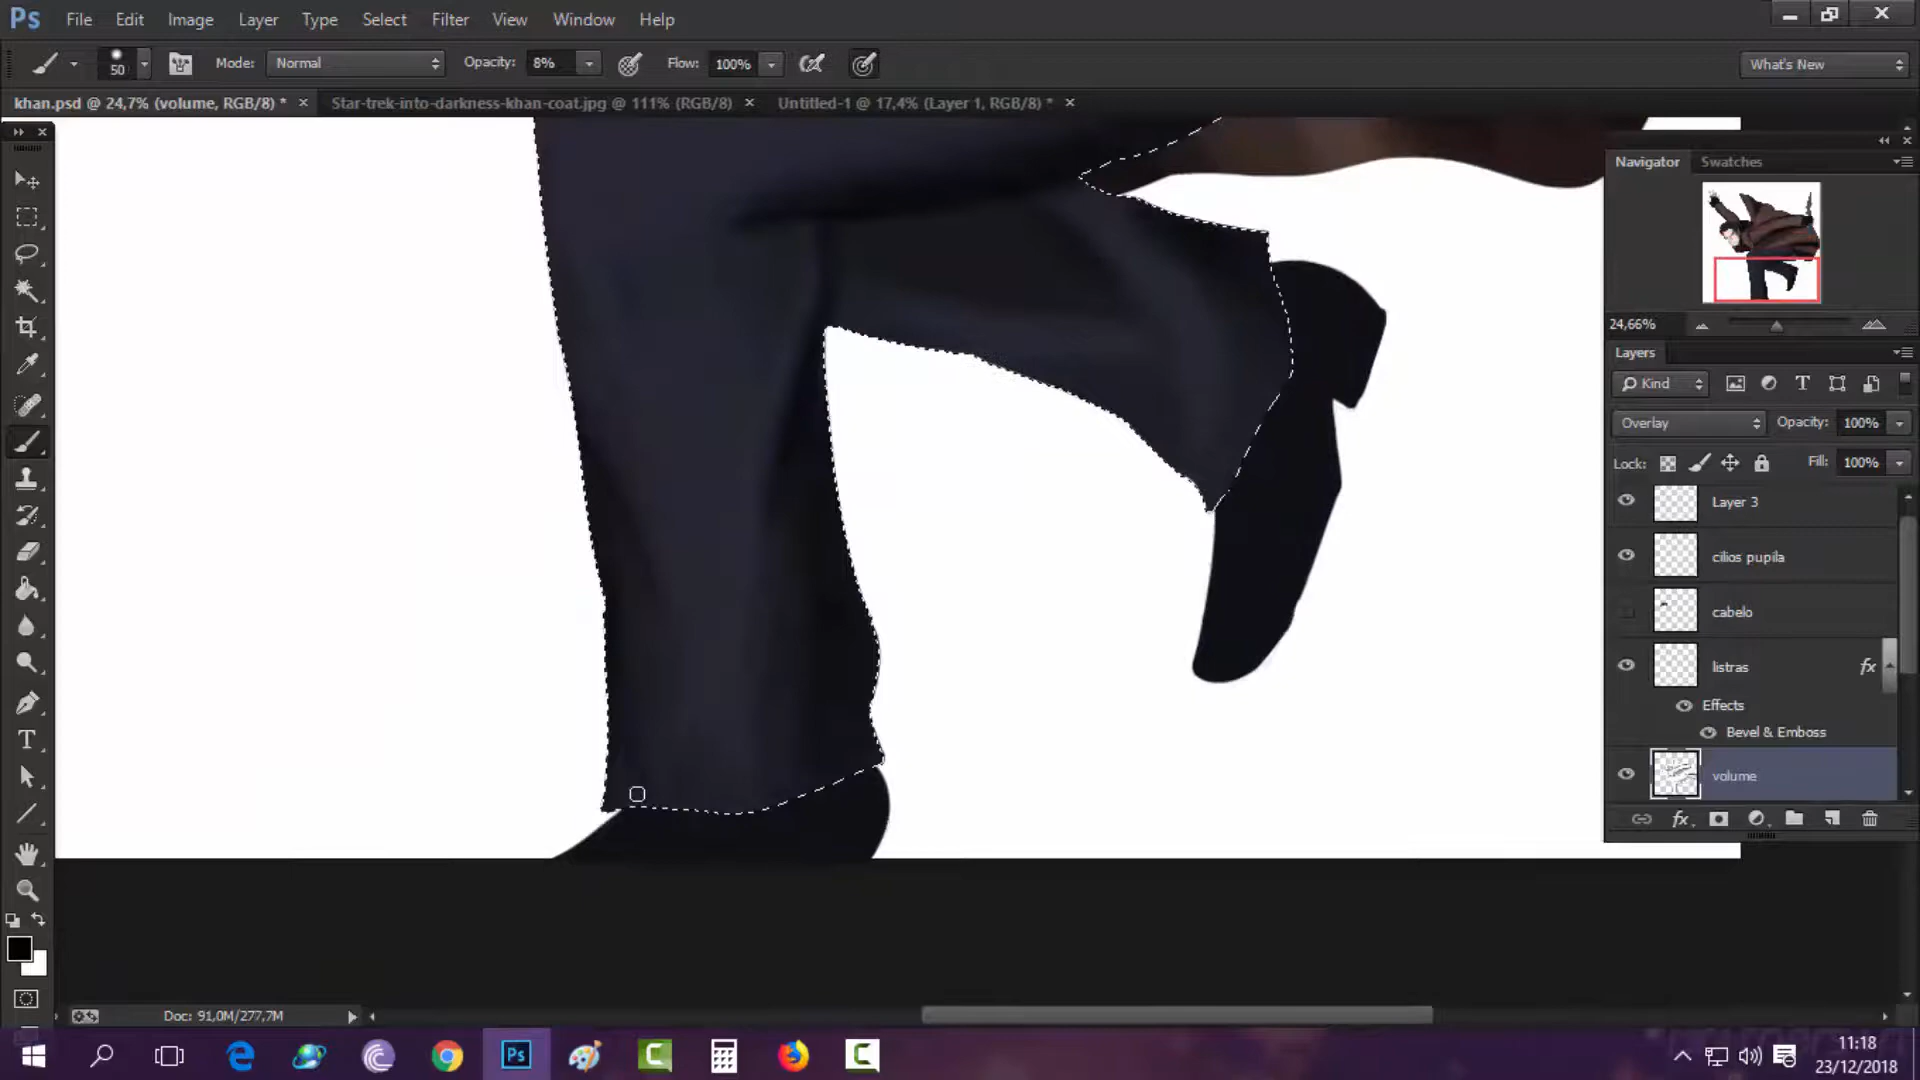 Ps File Edit Image Layer Type Select Filter View Window Help
50 Mode: Normal Opacity: 8% Flow: 100% What's New
khan.psd @ 24,7% (volume, RGB/8) * × Star-trek-into-darkness-khan-coat.jpg @ 111% (RGB/8) × Untitled-1 @ 17,4% (Layer 1, RGB/8) * ×
Navigator Swatches
24,66%
Layers
Kind
Overlay Opacity: 100%
Lock: Fill: 100%
Layer 3
cilios pupila
cabelo
listras fx
Effects
Bevel & Emboss
volume
Doc: 91,0M/277,7M
11:18
23/12/2018